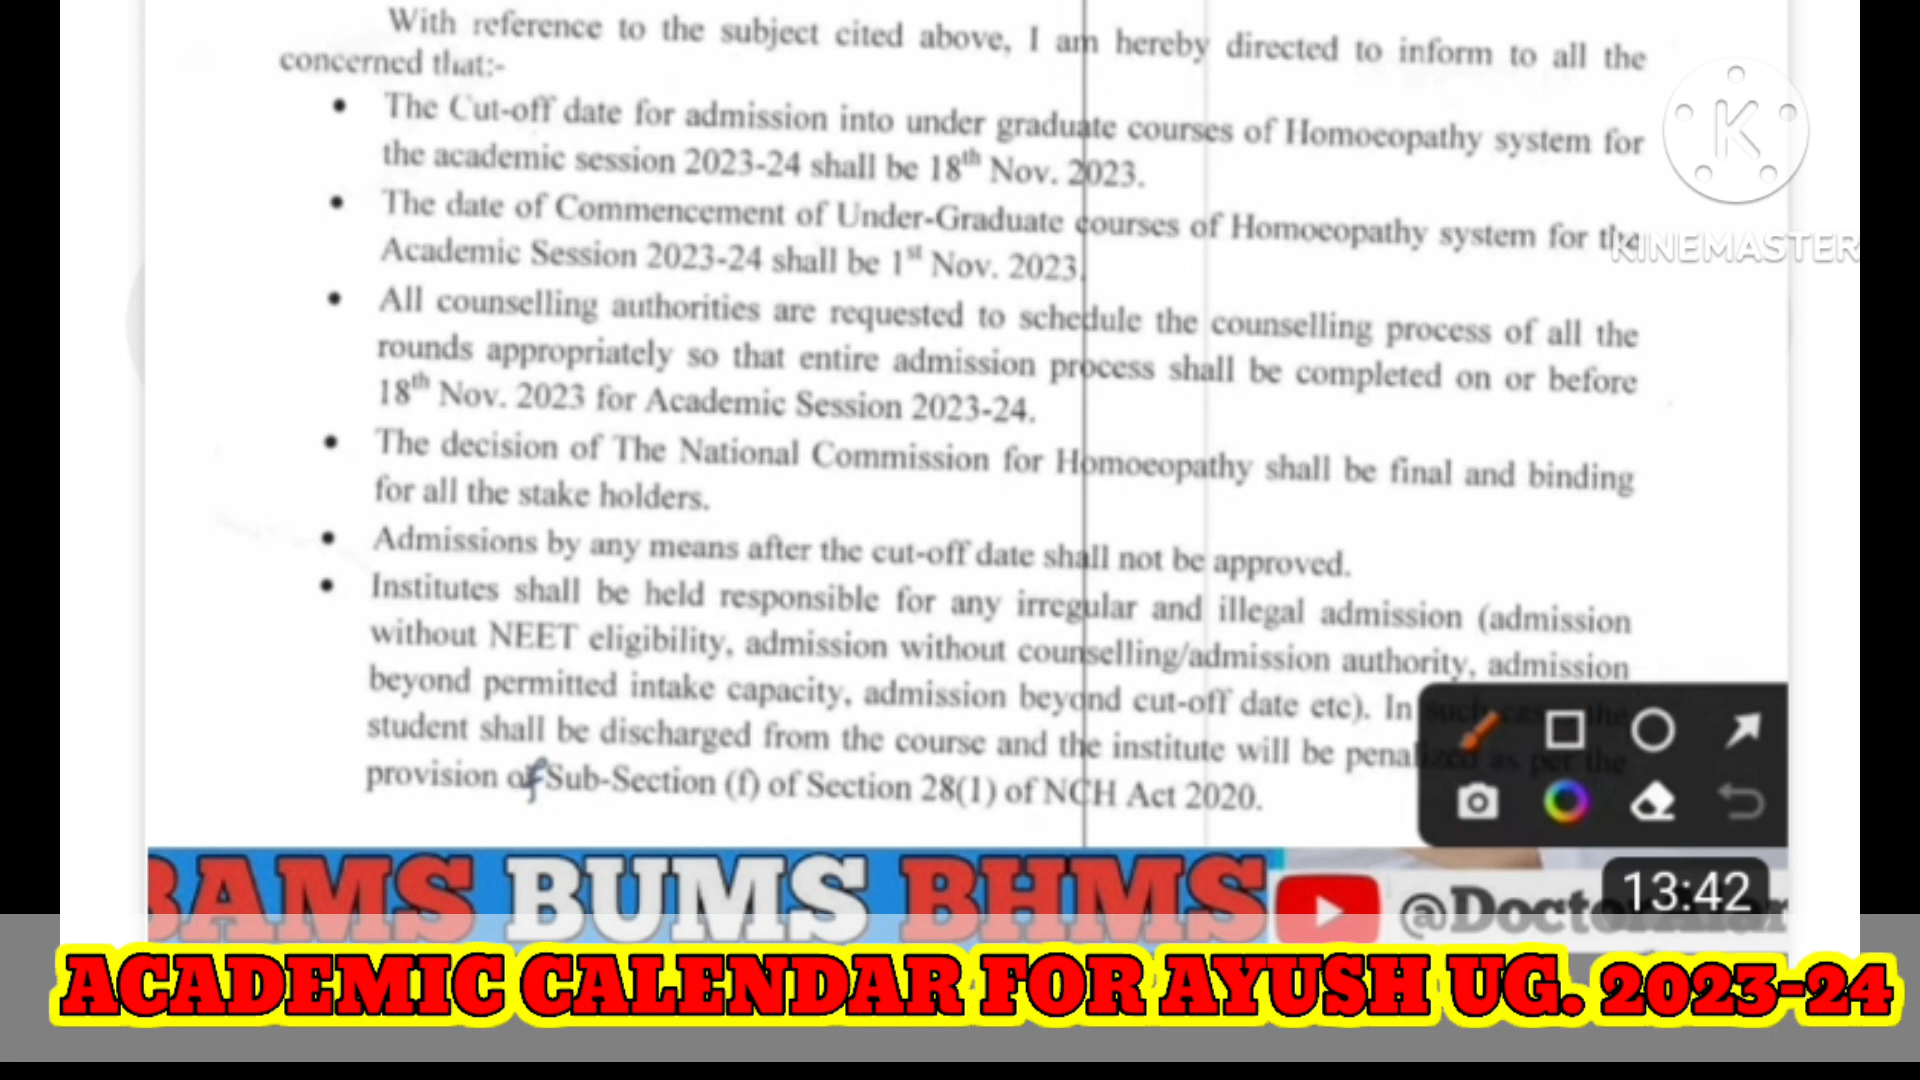 With reference to the subject cited above, I am hereby directed to inform to all the
concerned that:-
• The Cut-off date for admission into under graduate courses of Homoeopathy system for
the academic session 2023-24 shall be 18th Nov. 2023.
• The date of Commencement of Under-Graduate courses of Homoeopathy system for the
Academic Session 2023-24 shall be 1st Nov. 2023.
• All counselling authorities are requested to schedule the counselling process of all the
rounds appropriately so that entire admission process shall be completed on or before
18th Nov. 2023 for Academic Session 2023-24.
• The decision of The National Commission for Homoeopathy shall be final and binding
for all the stake holders.
• Admissions by any means after the cut-off date shall not be approved.
• Institutes shall be held responsible for any irregular and illegal admission (admission
without NEET eligibility, admission without counselling/admission authority, admission
beyond permitted intake capacity, admission beyond cut-off date etc). In such case the
student shall be discharged from the course and the institute will be penalized as per the
provision of Sub-Section (f) of Section 28(1) of NCH Act 2020.
K
KINEMASTER
BAMS BUMS BHMS
13:42
ACADEMIC CALENDAR FOR AYUSH UG. 2023-24